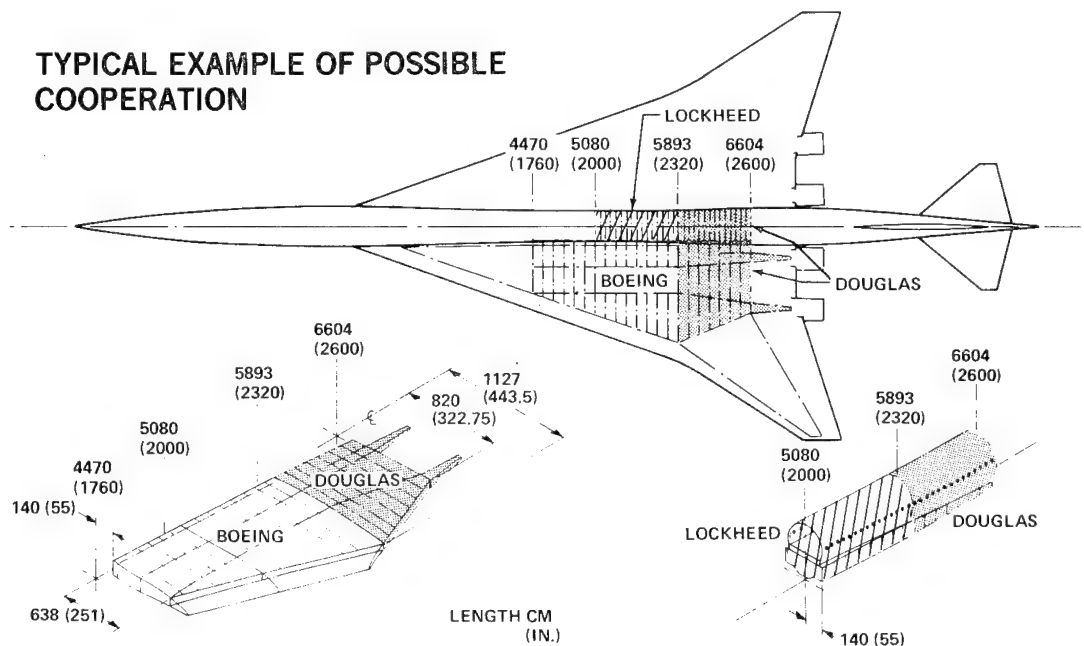 TYPICAL EXAMPLE OF POSSIBLE
COOPERATION
LOCKHEED
4470
(1760)
5080
(2000)
5893
(2320)
6604
(2600)
BOEING
DOUGLAS
6604
(2600)
5893
(2320)
5080
(2000)
4470
(1760)
140 (55)
1127
(443.5)
820
(322.75)
℄
DOUGLAS
BOEING
638 (251)
LENGTH CM
(IN.)
6604
(2600)
5893
(2320)
5080
(2000)
LOCKHEED
DOUGLAS
140 (55)